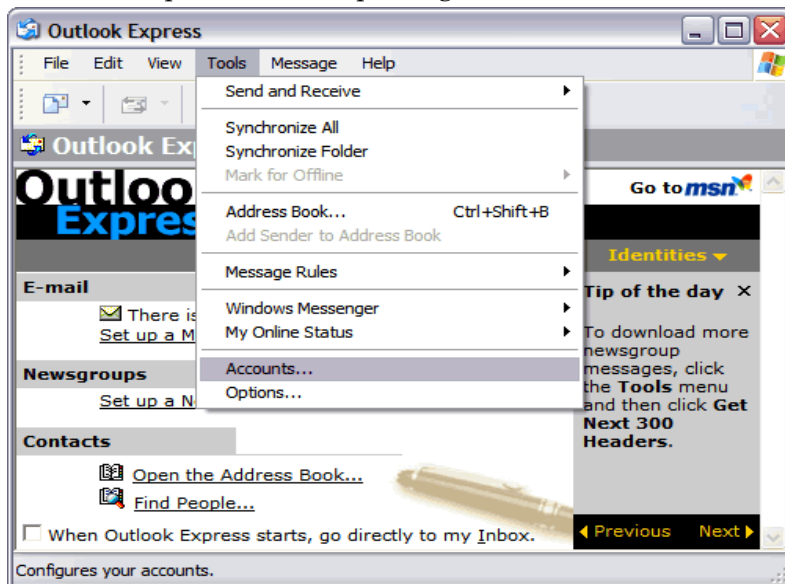 Outlook Express
File Edit View Tools Message Help
Send and Receive
Synchronize All
Synchronize Folder
Mark for Offline
Address Book... Ctrl+Shift+B
Add Sender to Address Book
Message Rules
Windows Messenger
My Online Status
Accounts...
Options...
Outlook Ex
Outloo
Expres
Go to msn
Identities
E-mail
There is
Set up a M
Newsgroups
Set up a N
Contacts
Open the Address Book...
Find People...
When Outlook Express starts, go directly to my Inbox.
Tip of the day ×
To download more
newsgroup
messages, click
the Tools menu
and then click Get
Next 300
Headers.
Previous Next
Configures your accounts.